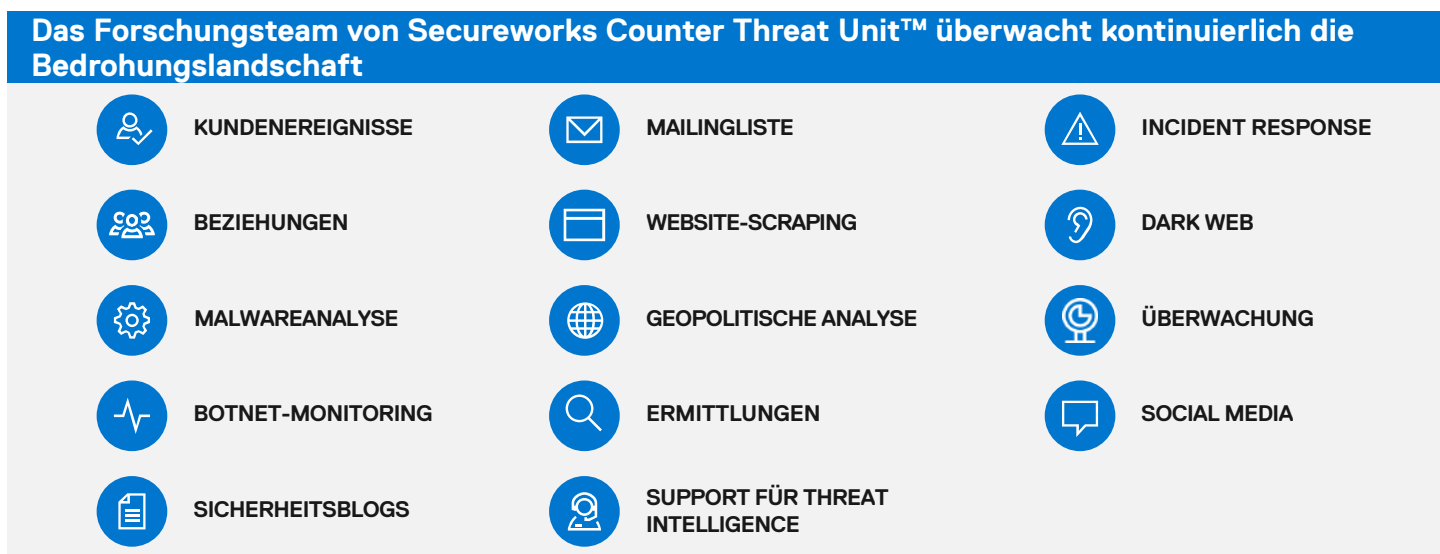 Das Forschungsteam von Secureworks Counter Threat Unit™ überwacht kontinuierlich die
Bedrohungslandschaft
KUNDENEREIGNISSE
MAILINGLISTE
INCIDENT RESPONSE
BEZIEHUNGEN
WEBSITE-SCRAPING
DARK WEB
MALWAREANALYSE
GEOPOLITISCHE ANALYSE
ÜBERWACHUNG
BOTNET-MONITORING
ERMITTLUNGEN
SOCIAL MEDIA
SICHERHEITSBLOGS
SUPPORT FÜR THREAT
INTELLIGENCE